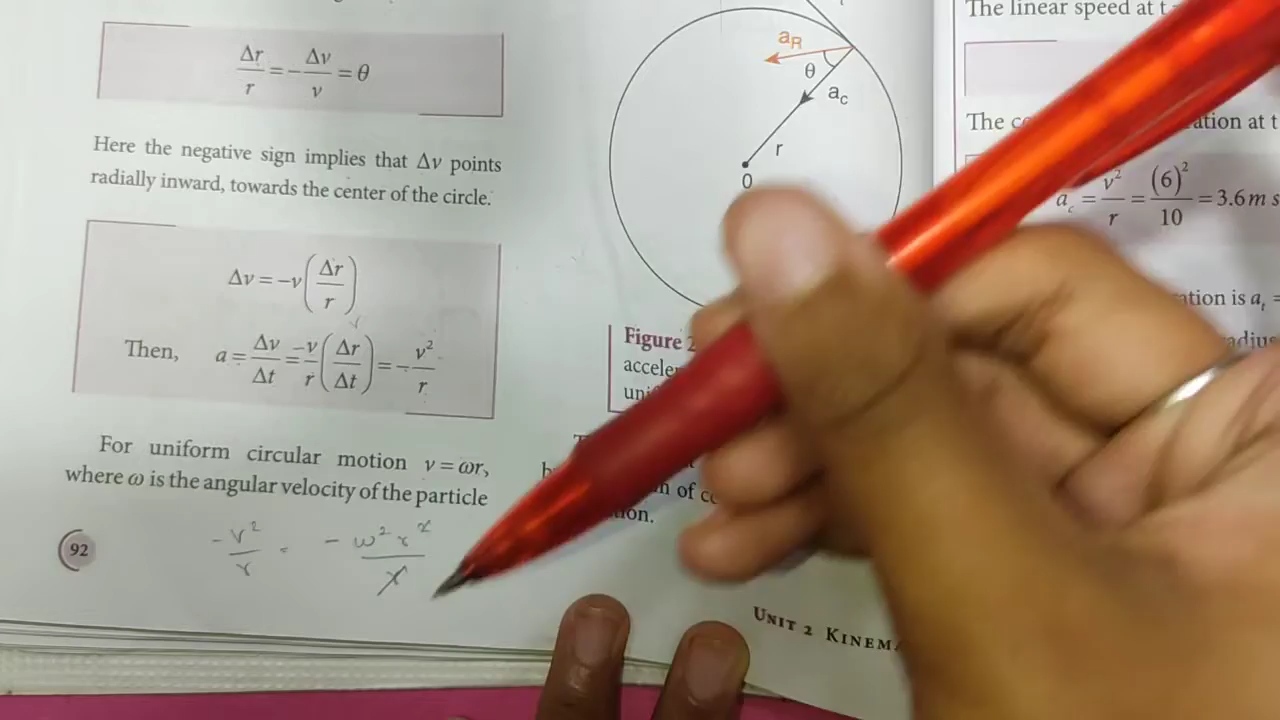 Δr/r = −Δv/v = θ
Here the negative sign implies that Δv points
radially inward, towards the center of the circle.
Δv = −v(Δr/r)
Then, a = Δv/Δt = −v/r(Δr/Δt) = −v²/r
For uniform circular motion v = ωr,
where ω is the angular velocity of the particle
92
−v²/r = −ω²r²/r
aR
θ
ac
r
0
Figure 2
UNIT 2 KINEM
The linear speed at t
The
ation at t
ac = v²/r = (6)²/10 = 3.6 m s
is at =